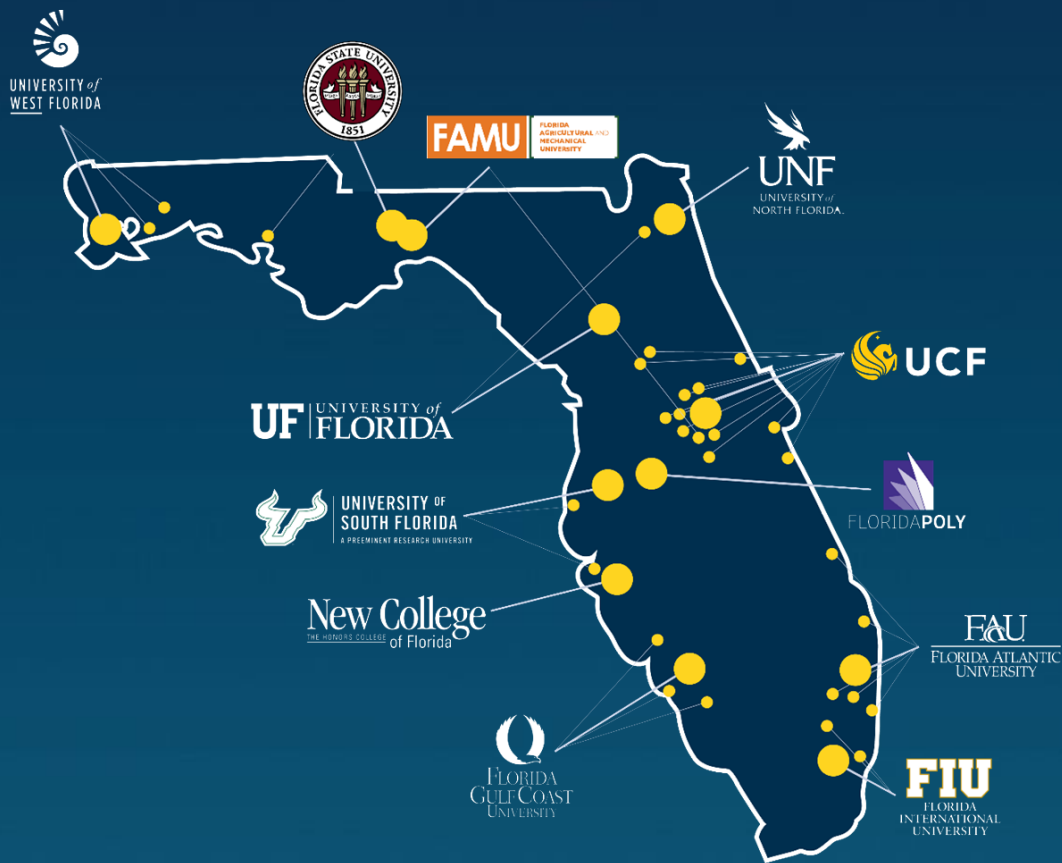 UNIVERSITY of
WEST FLORIDA
FLORIDA STATE UNIVERSITY
1851
FAMU
FLORIDA
AGRICULTURAL AND
MECHANICAL
UNIVERSITY
UNF
UNIVERSITY of
NORTH FLORIDA.
UCF
UF UNIVERSITY of
FLORIDA
UNIVERSITY OF
SOUTH FLORIDA
A PREEMINENT RESEARCH UNIVERSITY
FLORIDAPOLY
New College
THE HONORS COLLEGE of Florida
FAU
FLORIDA ATLANTIC
UNIVERSITY
FLORIDA
GULF COAST
UNIVERSITY
FIU
FLORIDA
INTERNATIONAL
UNIVERSITY